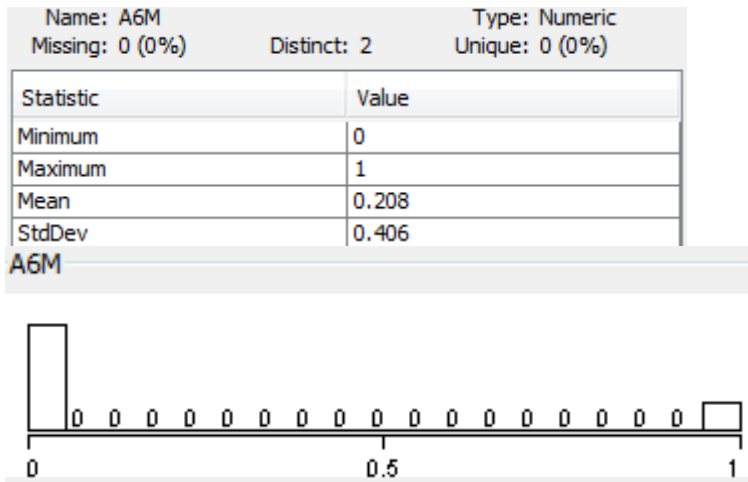 Name: A6M Type: Numeric
Missing: 0 (0%) Distinct: 2 Unique: 0 (0%)
Statistic Value
Minimum 0
Maximum 1
Mean 0.208
StdDev 0.406
A6M
0 0 0 0 0 0 0 0 0 0 0 0 0 0 0 0 0
0 0.5 1